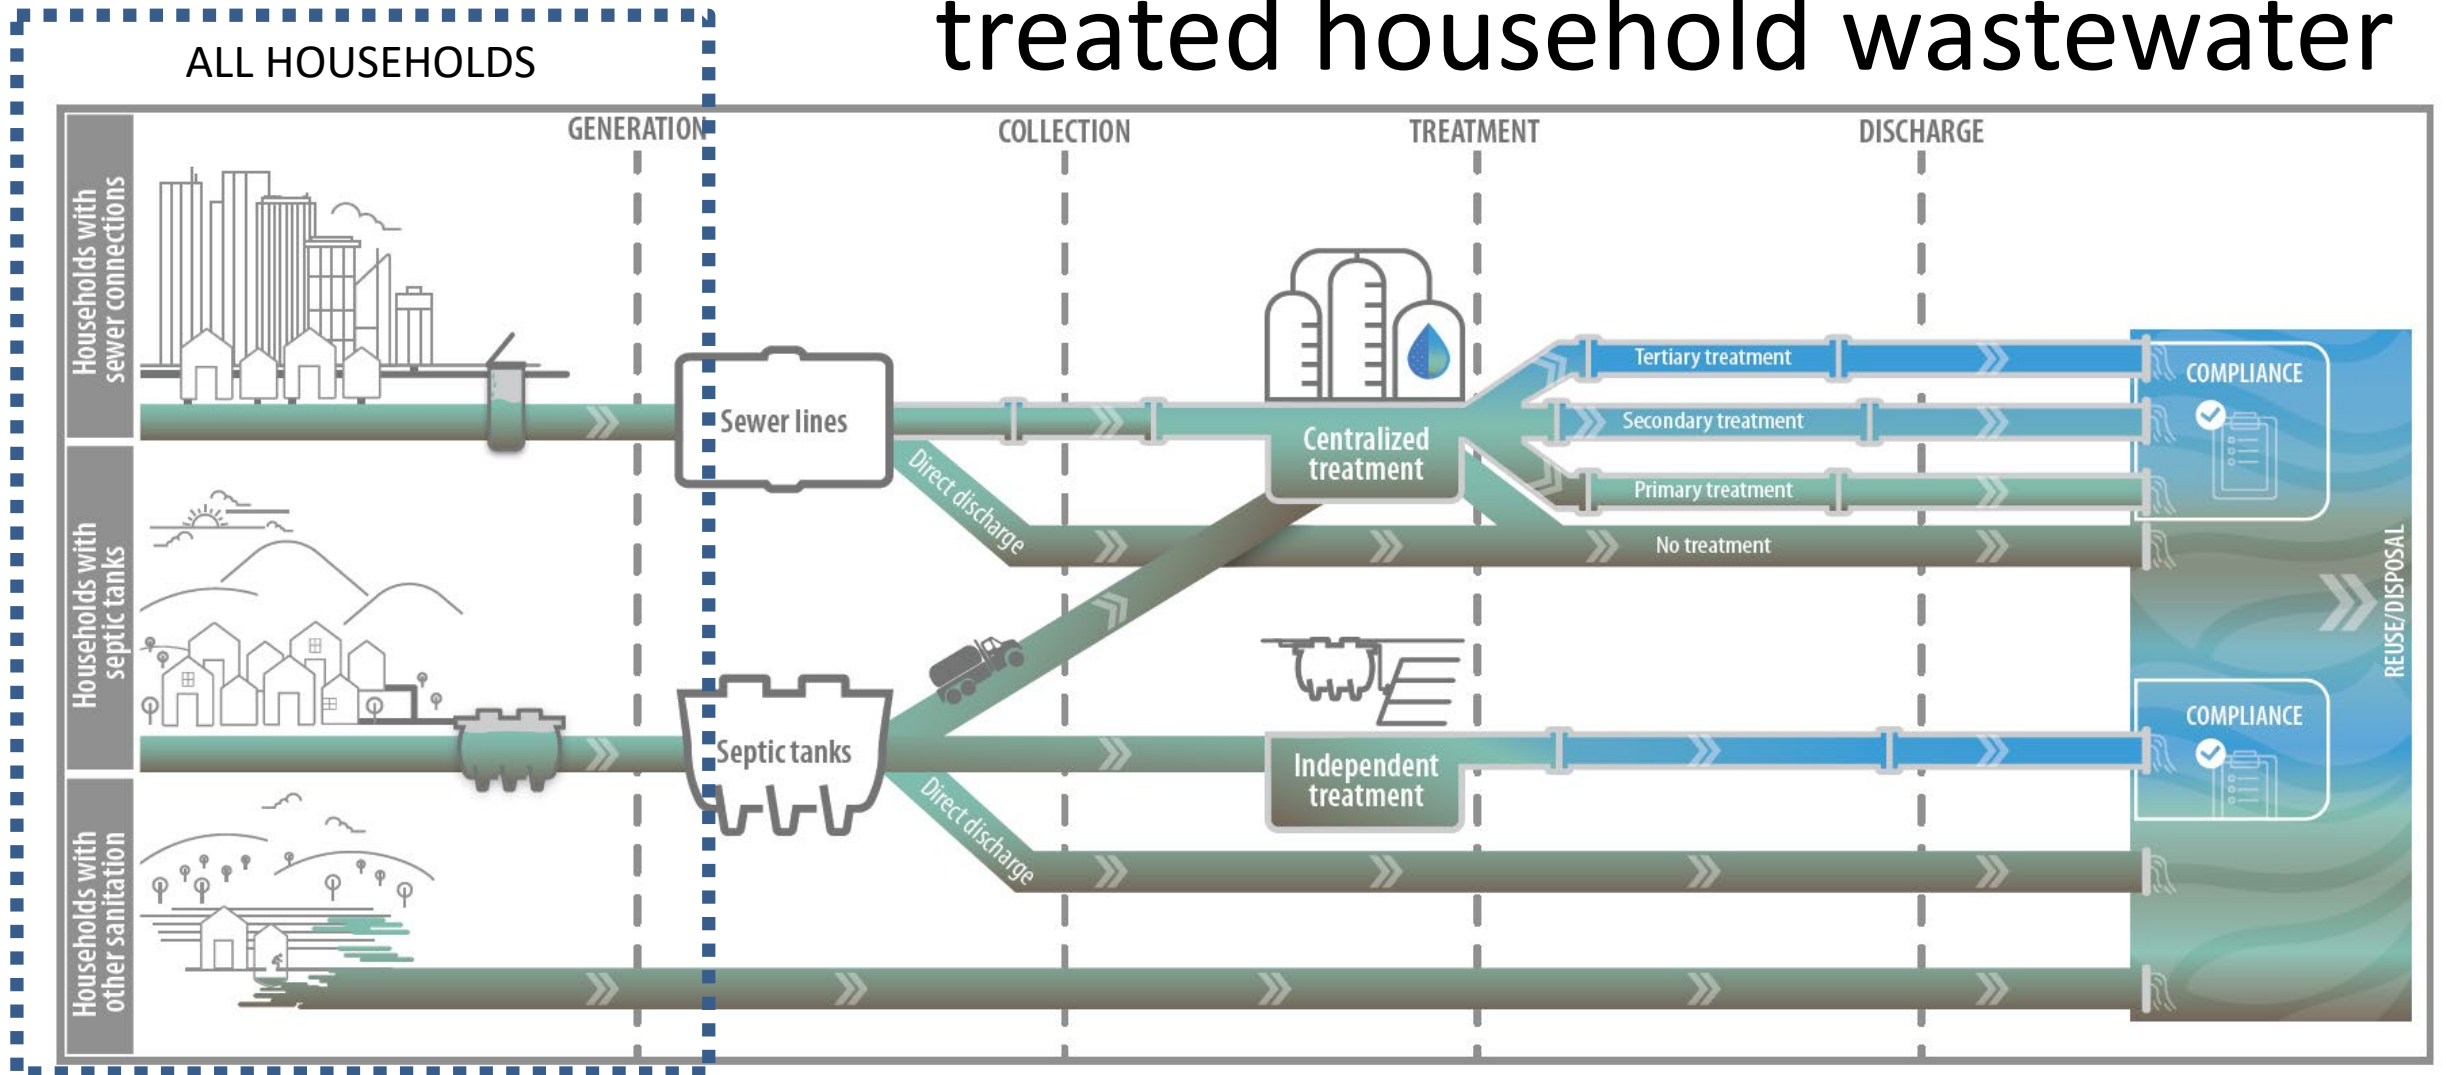 treated household wastewater
ALL HOUSEHOLDS
GENERATION
COLLECTION
TREATMENT
DISCHARGE
Households with
sewer connections
Households with
septic tanks
Households with
other sanitation
Sewer lines
Direct discharge
Centralized
treatment
Tertiary treatment
Secondary treatment
Primary treatment
No treatment
COMPLIANCE
Septic tanks
Direct discharge
Independent
treatment
COMPLIANCE
REUSE/DISPOSAL